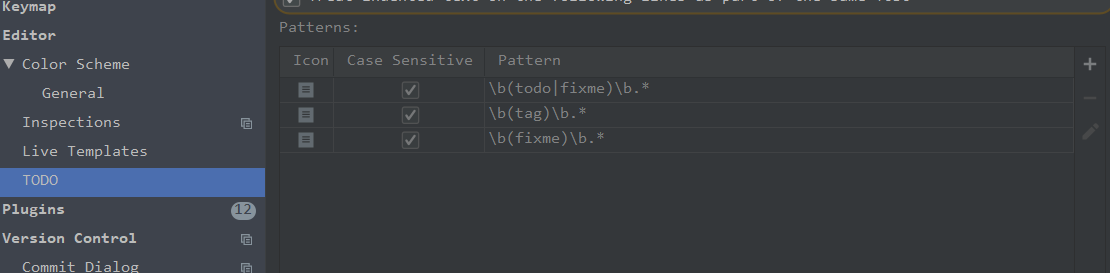 Keymap
Editor
Color Scheme
General
Inspections
Live Templates
TODO
Plugins 12
Version Control
Commit Dialog
Patterns:
Icon Case Sensitive Pattern
\b(todo|fixme)\b.*
\b(tag)\b.*
\b(fixme)\b.*